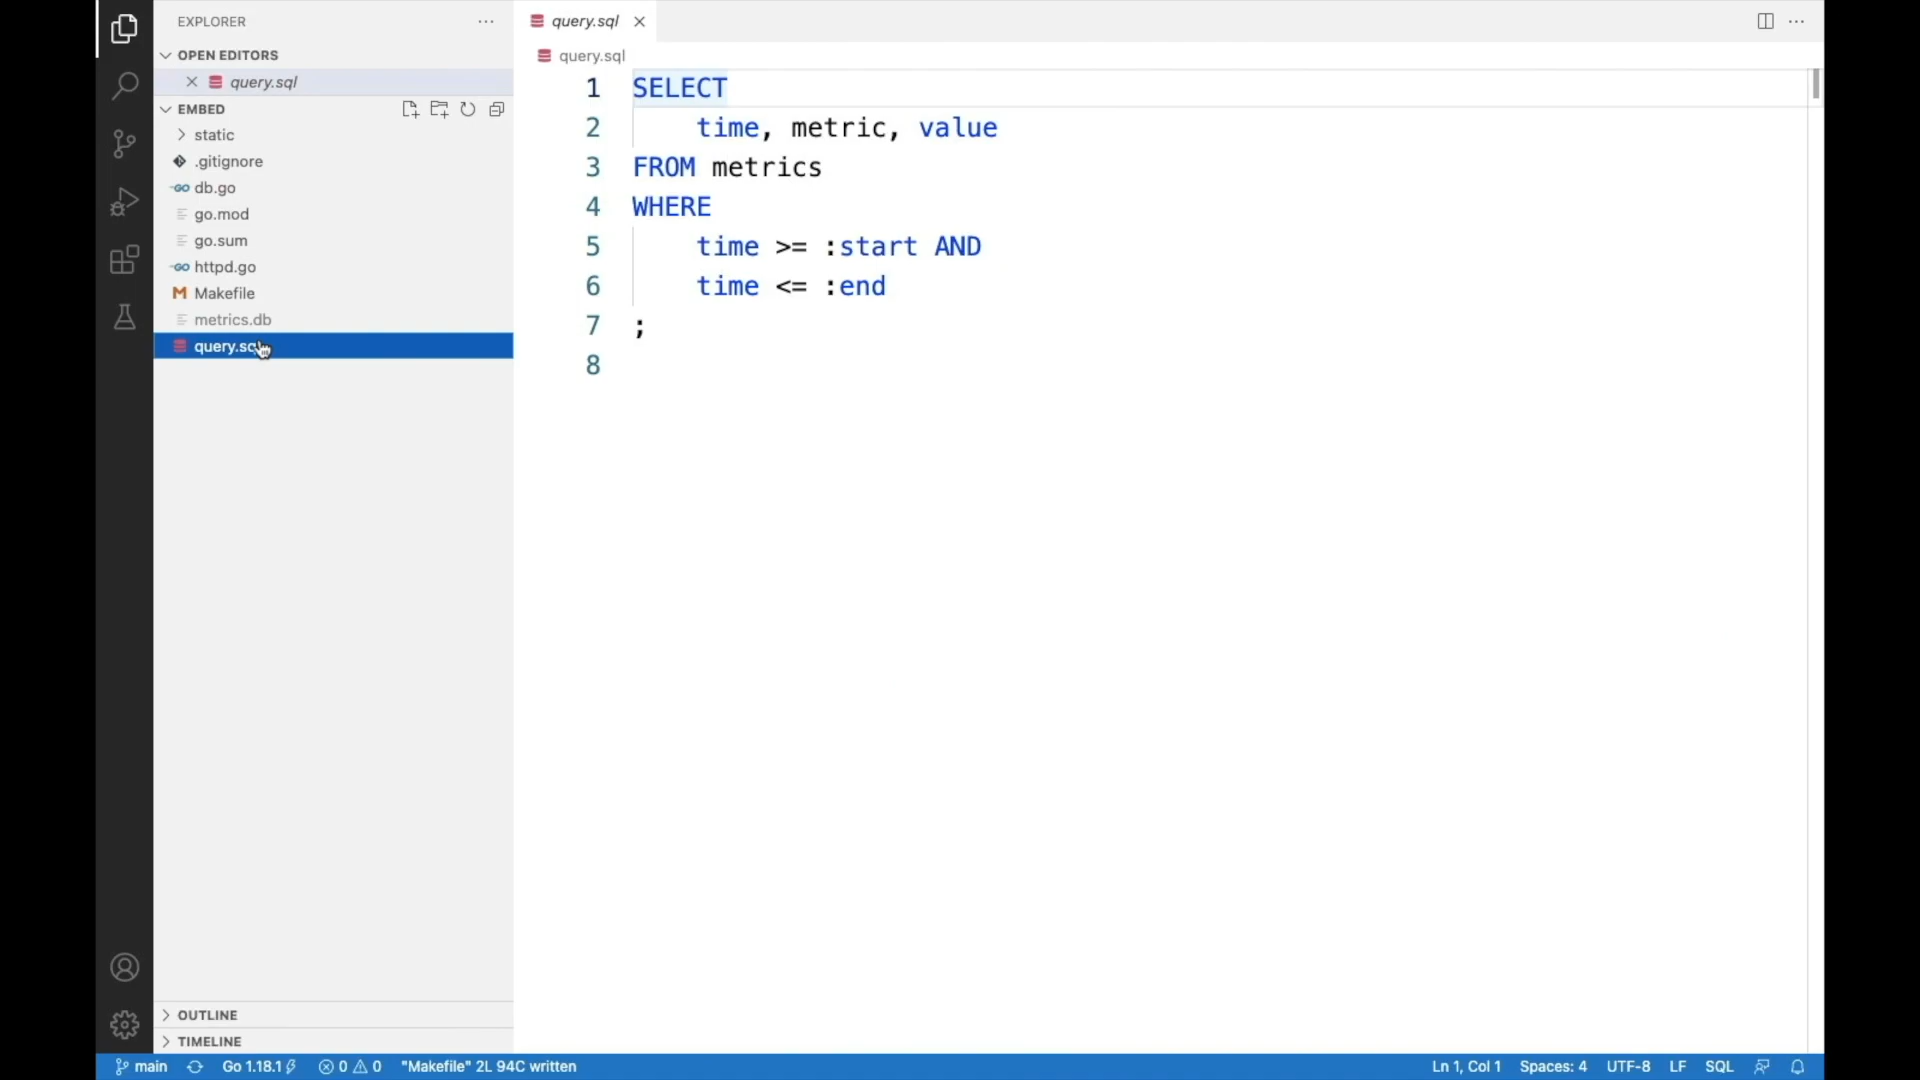 EXPLORER
OPEN EDITORS
query.sql
EMBED
static
.gitignore
db.go
go.mod
go.sum
httpd.go
Makefile
metrics.db
OUTLINE
TIMELINE
query.sql
query.sql
1 SELECT
2 time, metric, value
3 FROM metrics
4 WHERE
5 time >= :start AND
6 time <= :end
7 ;
8
main
Go 1.18.1
0 0
"Makefile" 2L 94C written
Ln 1, Col 1
Spaces: 4
UTF-8
LF
SQL